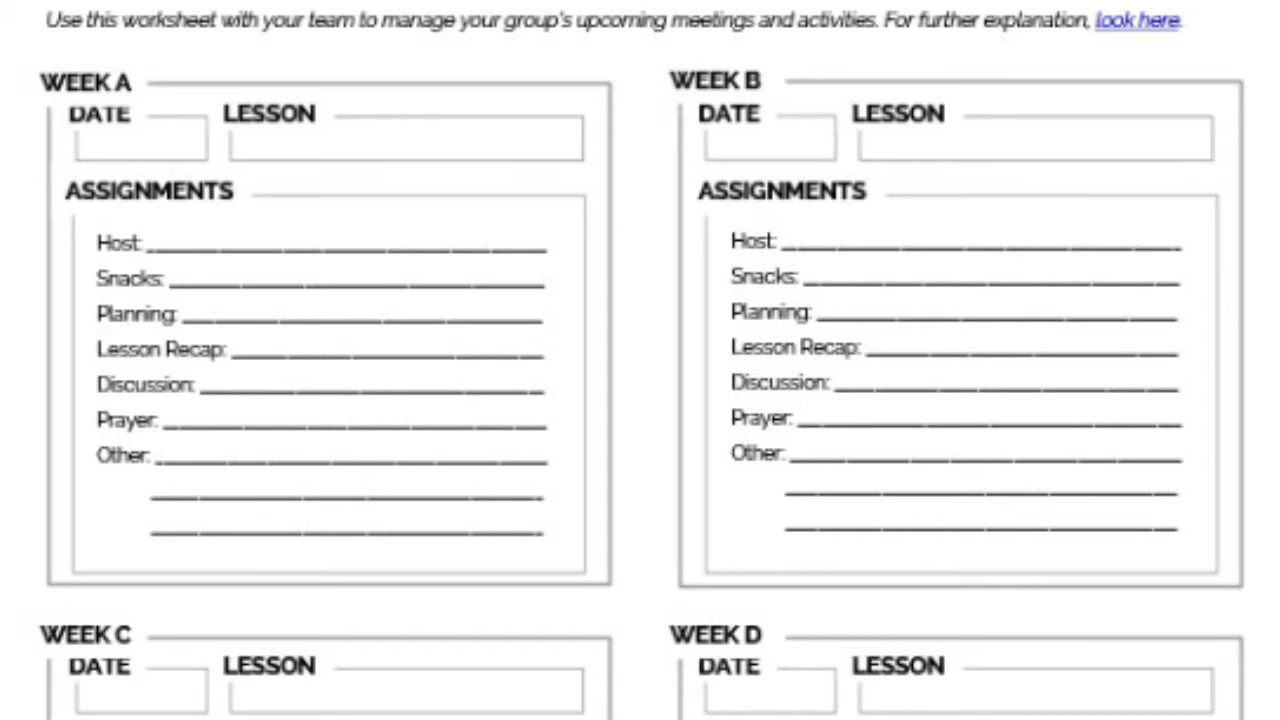 Use this worksheet with your team to manage your group's upcoming meetings and activities. For further explanation, look here.
WEEK A
DATE LESSON
ASSIGNMENTS
Host:
Snacks:
Planning:
Lesson Recap:
Discussion:
Prayer:
Other:
WEEK B
DATE LESSON
ASSIGNMENTS
Host:
Snacks:
Planning:
Lesson Recap:
Discussion:
Prayer:
Other:
WEEK C
DATE LESSON
WEEK D
DATE LESSON